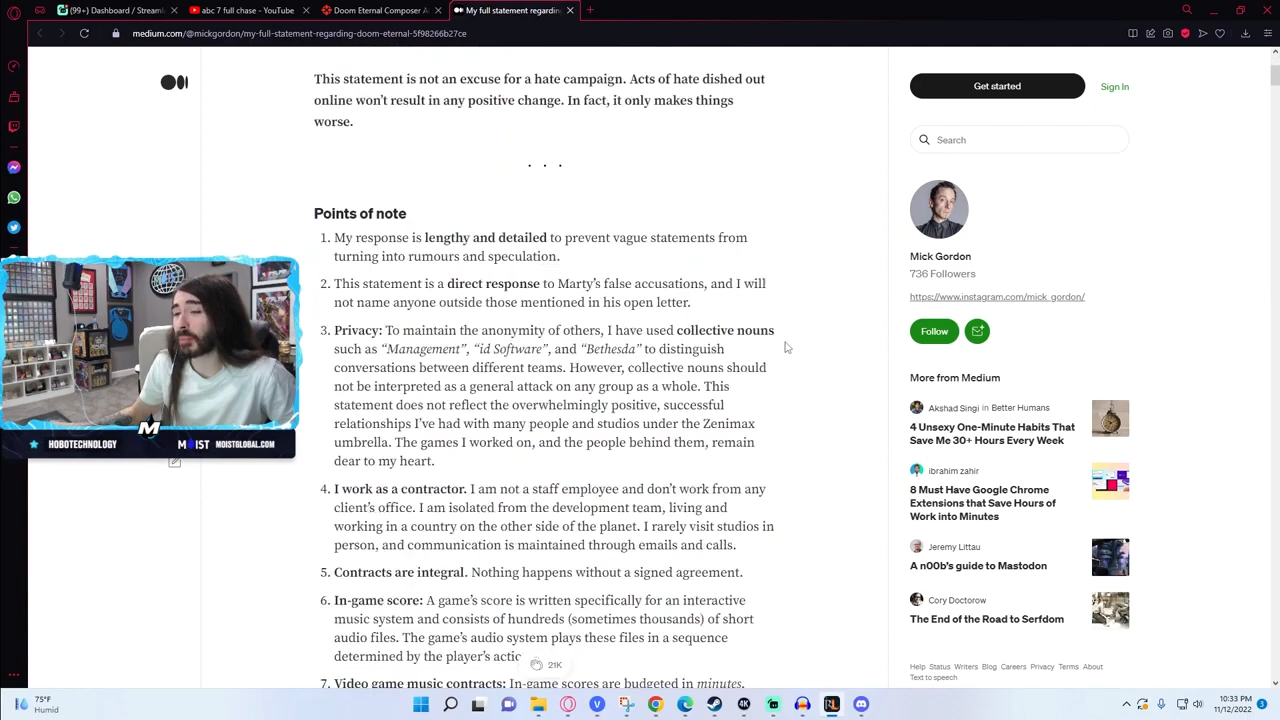 (99+) Dashboard / Streamla
abc 7 full chase - YouTube
Doom Eternal Composer A
My full statement regardin
medium.com/@mickgordon/my-full-statement-regarding-doom-eternal-5f98266b27ce
This statement is not an excuse for a hate campaign. Acts of hate dished out
online won't result in any positive change. In fact, it only makes things
worse.
. . .
Points of note
1. My response is lengthy and detailed to prevent vague statements from
turning into rumours and speculation.
2. This statement is a direct response to Marty's false accusations, and I will
not name anyone outside those mentioned in his open letter.
3. Privacy: To maintain the anonymity of others, I have used collective nouns
such as “Management”, “id Software”, and “Bethesda” to distinguish
conversations between different teams. However, collective nouns should
not be interpreted as a general attack on any group as a whole. This
statement does not reflect the overwhelmingly positive, successful
relationships I've had with many people and studios under the Zenimax
umbrella. The games I worked on, and the people behind them, remain
dear to my heart.
4. I work as a contractor. I am not a staff employee and don't work from any
client's office. I am isolated from the development team, living and
working in a country on the other side of the planet. I rarely visit studios in
person, and communication is maintained through emails and calls.
5. Contracts are integral. Nothing happens without a signed agreement.
6. In-game score: A game's score is written specifically for an interactive
music system and consists of hundreds (sometimes thousands) of short
audio files. The game's audio system plays these files in a sequence
determined by the player's actio
21K
7. Video game music contracts: In-game scores are budgeted in minutes.
Get started
Sign In
Search
Mick Gordon
736 Followers
https://www.instagram.com/mick_gordon/
Follow
More from Medium
Akshad Singi in Better Humans
4 Unsexy One-Minute Habits That
Save Me 30+ Hours Every Week
ibrahim zahir
8 Must Have Google Chrome
Extensions that Save Hours of
Work into Minutes
Jeremy Littau
A n00b's guide to Mastodon
Cory Doctorow
The End of the Road to Serfdom
Help Status Writers Blog Careers Privacy Terms About
Text to speech
HOBOTECHNOLOGY
MOIST
MOISTGLOBAL.COM
75°F
Humid
10:33 PM
11/12/2022
3